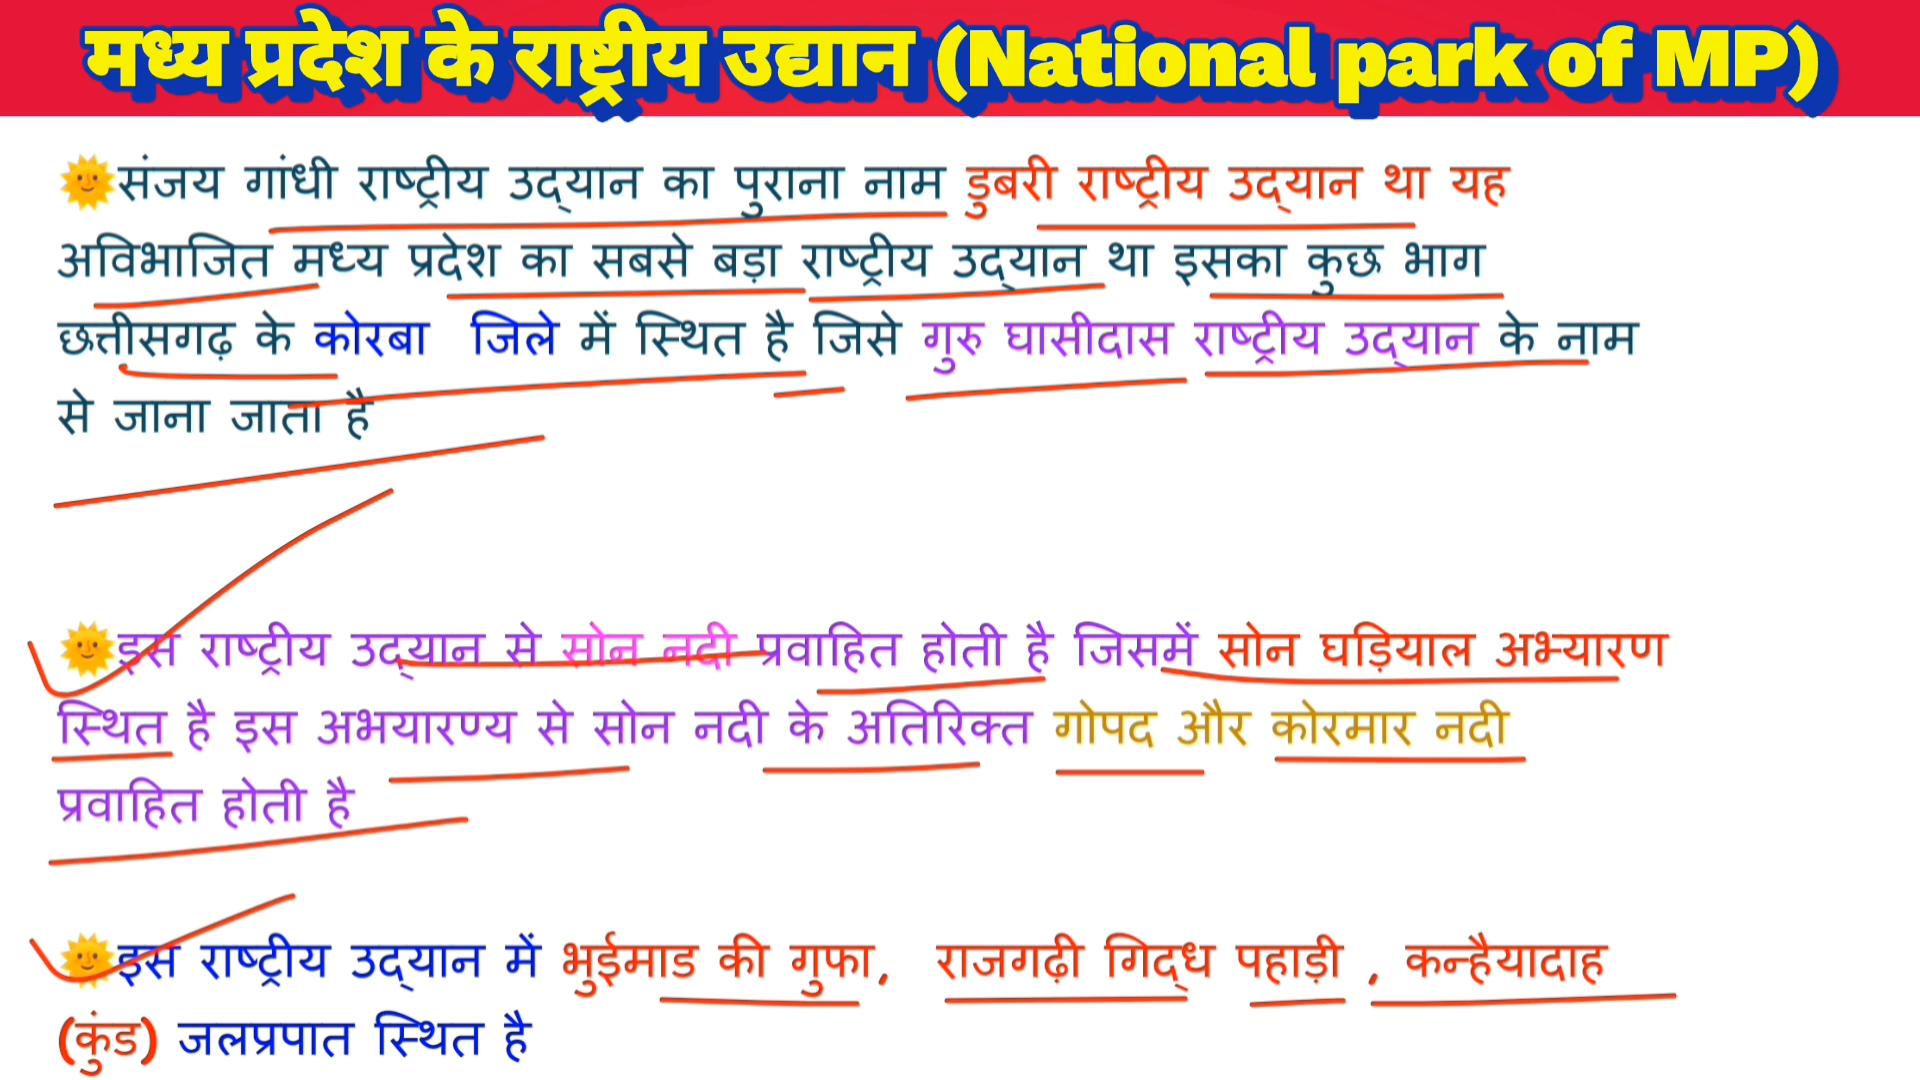 मध्य प्रदेश के राष्ट्रीय उद्यान (National park of MP)
संजय गांधी राष्ट्रीय उद्यान का पुराना नाम डुबरी राष्ट्रीय उद्यान था यह
अविभाजित मध्य प्रदेश का सबसे बड़ा राष्ट्रीय उद्यान था इसका कुछ भाग
छत्तीसगढ़ के कोरबा जिले में स्थित है जिसे गुरु घासीदास राष्ट्रीय उद्यान के नाम
से जाना जाता है
इस राष्ट्रीय उद्यान से सोन नदी प्रवाहित होती है जिसमें सोन घड़ियाल अभ्यारण
स्थित है इस अभयारण्य से सोन नदी के अतिरिक्त गोपद और कोरमार नदी
प्रवाहित होती है
इस राष्ट्रीय उद्यान में भुईमाड की गुफा, राजगढ़ी गिद्ध पहाड़ी , कन्हैयादाह
(कुंड) जलप्रपात स्थित है